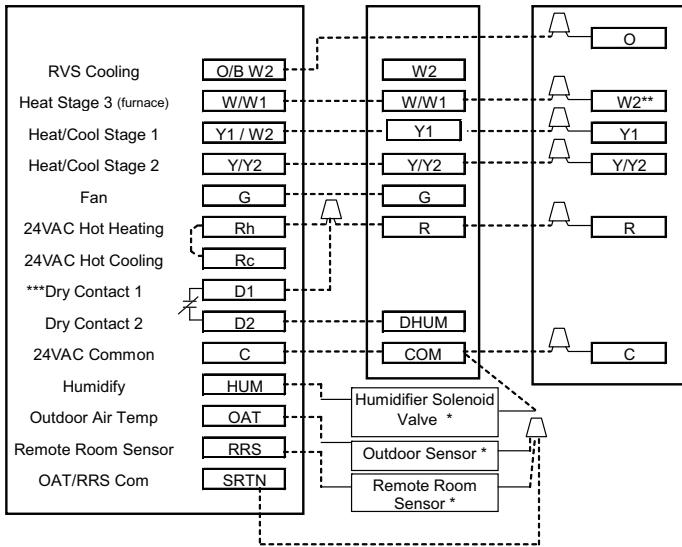 O
RVS Cooling O/B W2 W2
Heat Stage 3 (furnace) W/W1 W/W1 W2**
Heat/Cool Stage 1 Y1 / W2 Y1 Y1
Heat/Cool Stage 2 Y/Y2 Y/Y2 Y/Y2
Fan G G
24VAC Hot Heating Rh R R
24VAC Hot Cooling Rc
***Dry Contact 1 D1
Dry Contact 2 D2 DHUM
24VAC Common C COM C
Humidify HUM
Humidifier Solenoid
Valve *
Outdoor Air Temp OAT
Outdoor Sensor *
Remote Room Sensor RRS
Remote Room
Sensor *
OAT/RRS Com SRTN